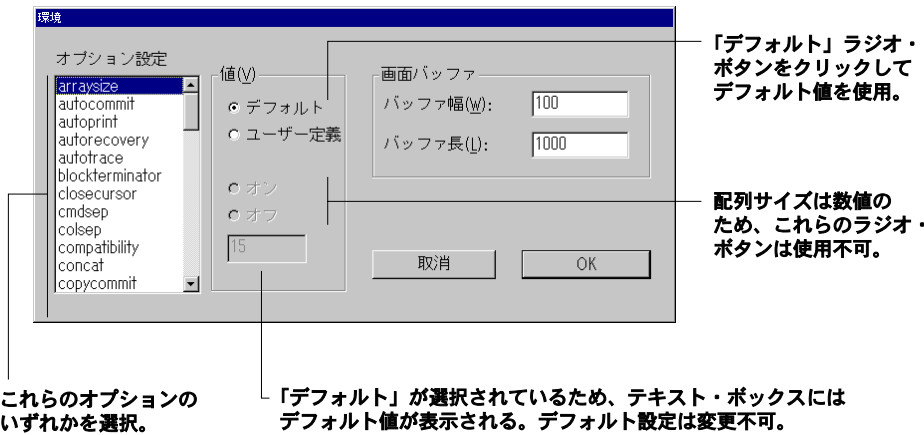 環境
オプション設定
arraysize
autocommit
autoprint
autorecovery
autotrace
blockterminator
closecursor
cmdsep
colsep
compatibility
concat
copycommit
値(V)
デフォルト
ユーザー定義
オン
オフ
15
画面バッファ
バッファ幅(W):
100
バッファ長(L):
1000
取消
OK
「デフォルト」ラジオ・
ボタンをクリックして
デフォルト値を使用。
配列サイズは数値の
ため、これらのラジオ・
ボタンは使用不可。
これらのオプションの
いずれかを選択。
「デフォルト」が選択されているため、テキスト・ボックスには
デフォルト値が表示される。デフォルト設定は変更不可。